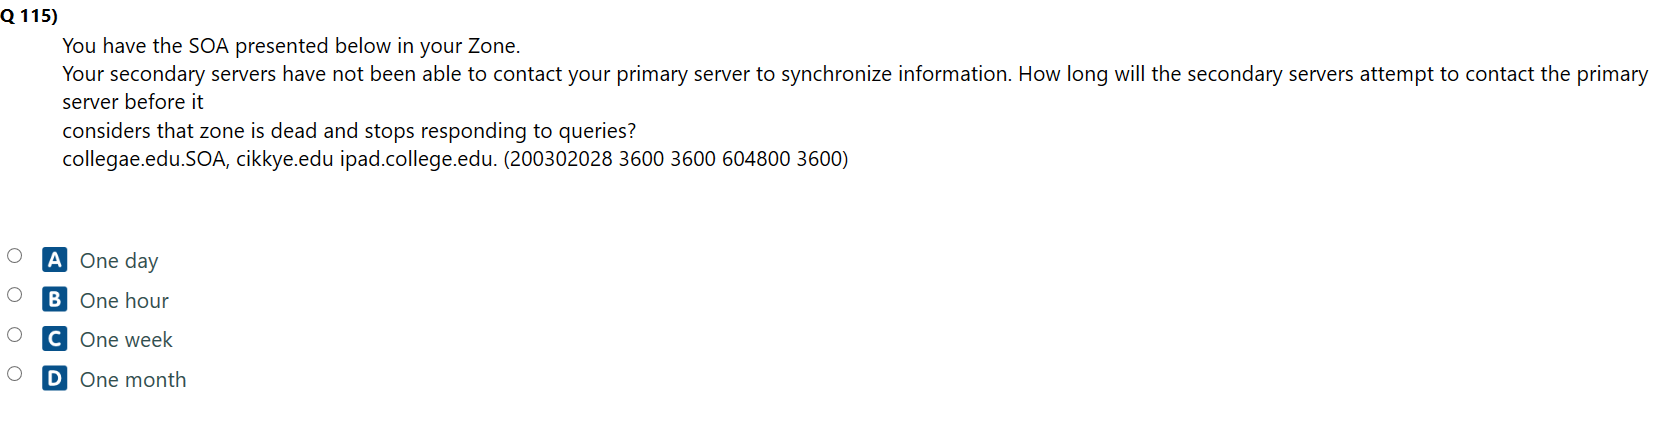 Q 115)
You have the SOA presented below in your Zone.
Your secondary servers have not been able to contact your primary server to synchronize information. How long will the secondary servers attempt to contact the primary
server before it
considers that zone is dead and stops responding to queries?
collegae.edu.SOA, cikkye.edu ipad.college.edu. (200302028 3600 3600 604800 3600)
A One day
B One hour
C One week
D One month